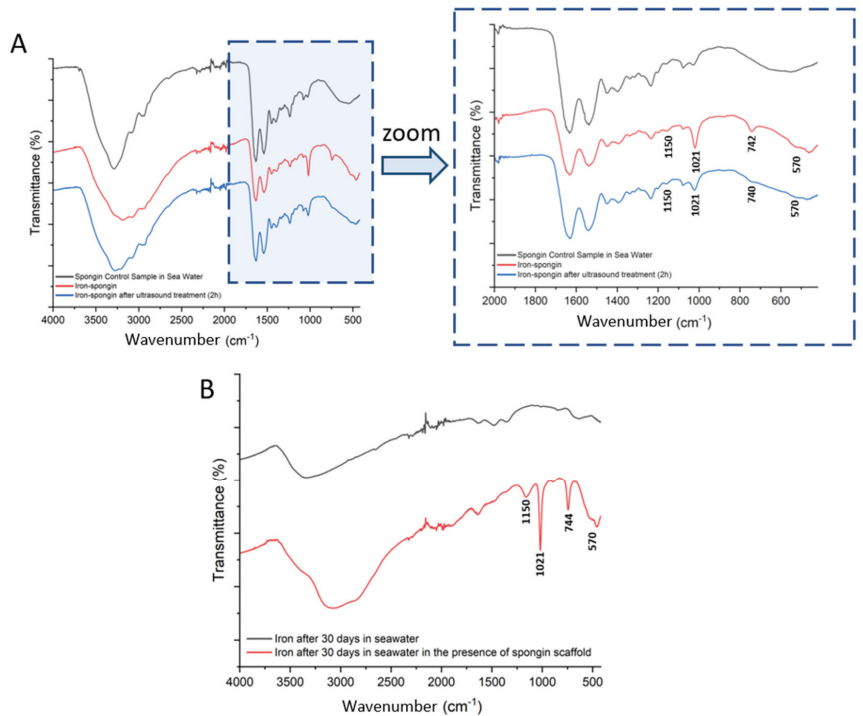 A
Transmittance (%)
Spongin Control Sample in Sea Water
Iron-spongin
Iron-spongin after ultrasound treatment (2h)
4000 3500 3000 2500 2000 1500 1000 500
Wavenumber (cm⁻¹)
zoom
Transmittance (%)
1150
1021
742
570
1150
1021
740
570
Spongin Control Sample in Sea Water
Iron-spongin
Iron-spongin after ultrasound treatment (2h)
2000 1800 1600 1400 1200 1000 800 600
Wavenumber (cm⁻¹)
B
Transmittance (%)
1150
1021
744
570
Iron after 30 days in seawater
Iron after 30 days in seawater in the presence of spongin scaffold
4000 3500 3000 2500 2000 1500 1000 500
Wavenumber (cm⁻¹)